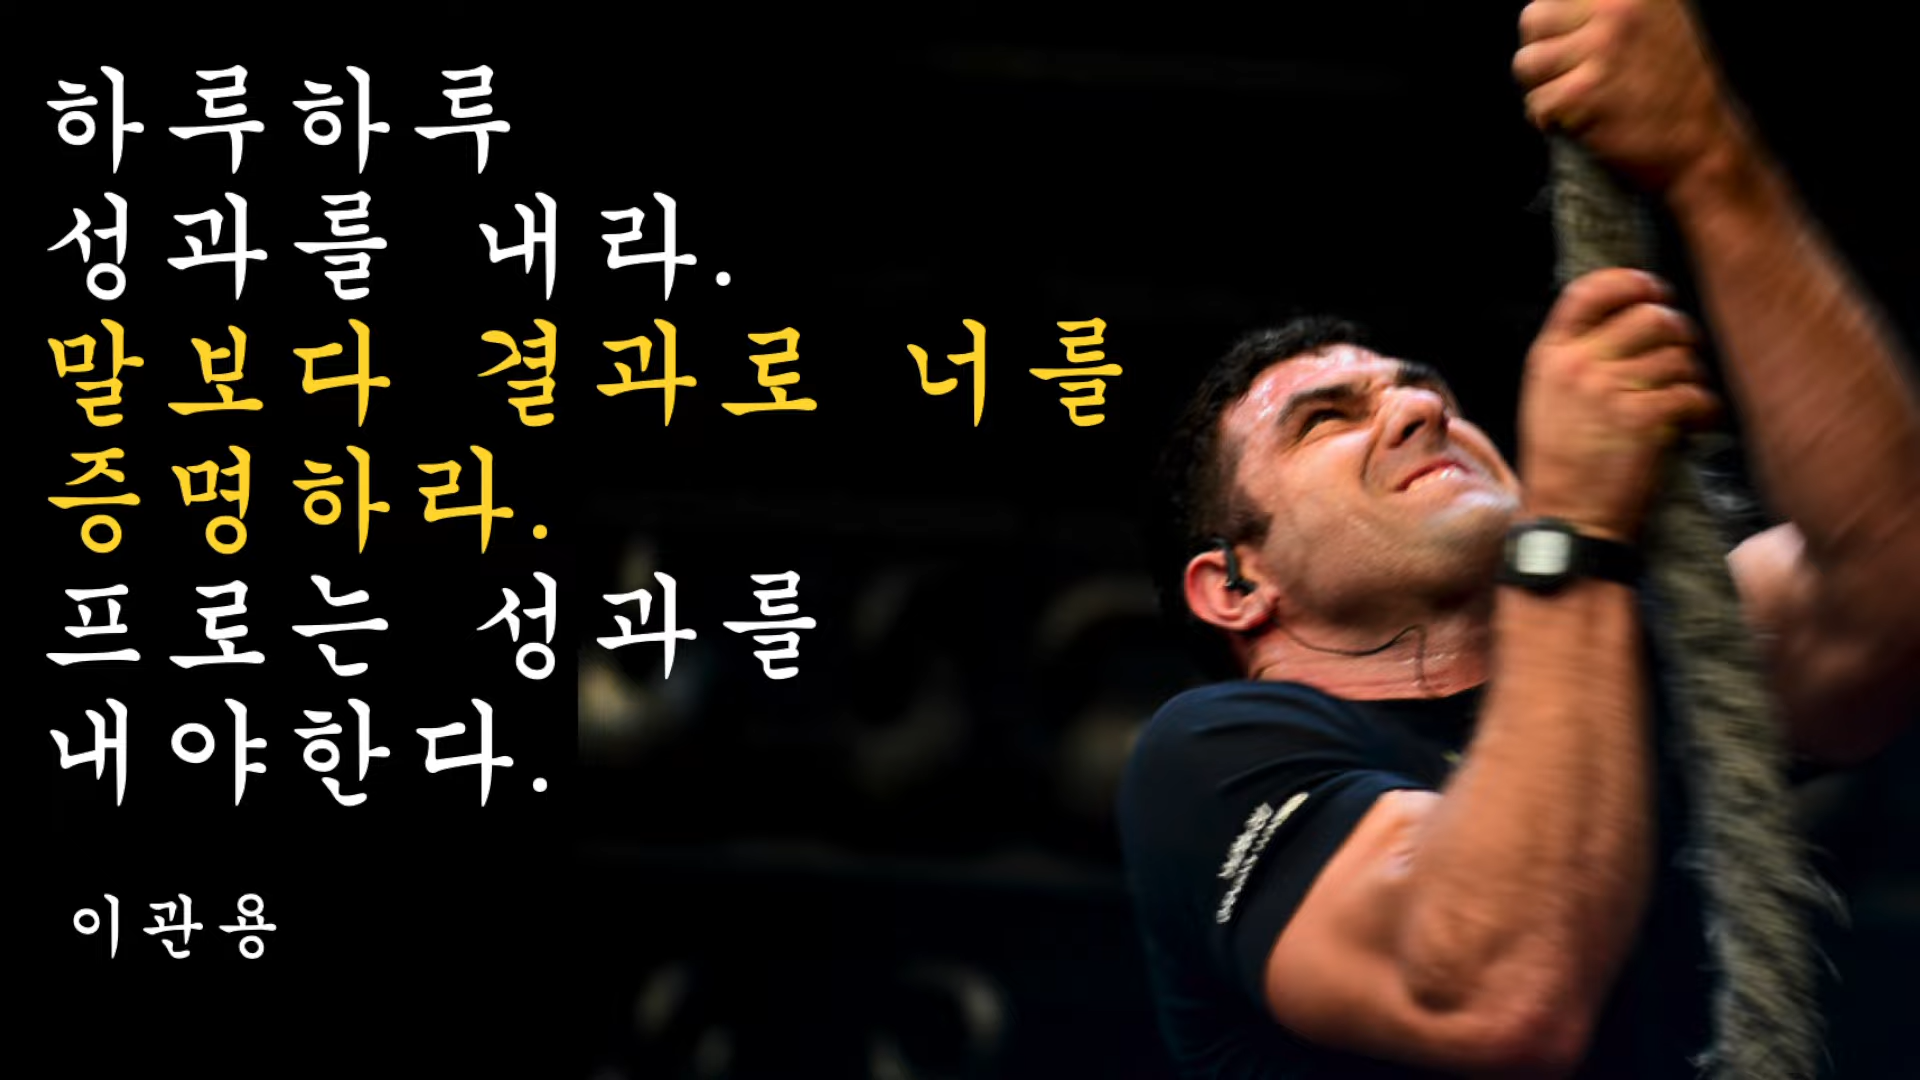 하루하루
성과를 내라.
말보다 결과로 너를
증명하라.
프로는 성과를
내야한다.
이관용